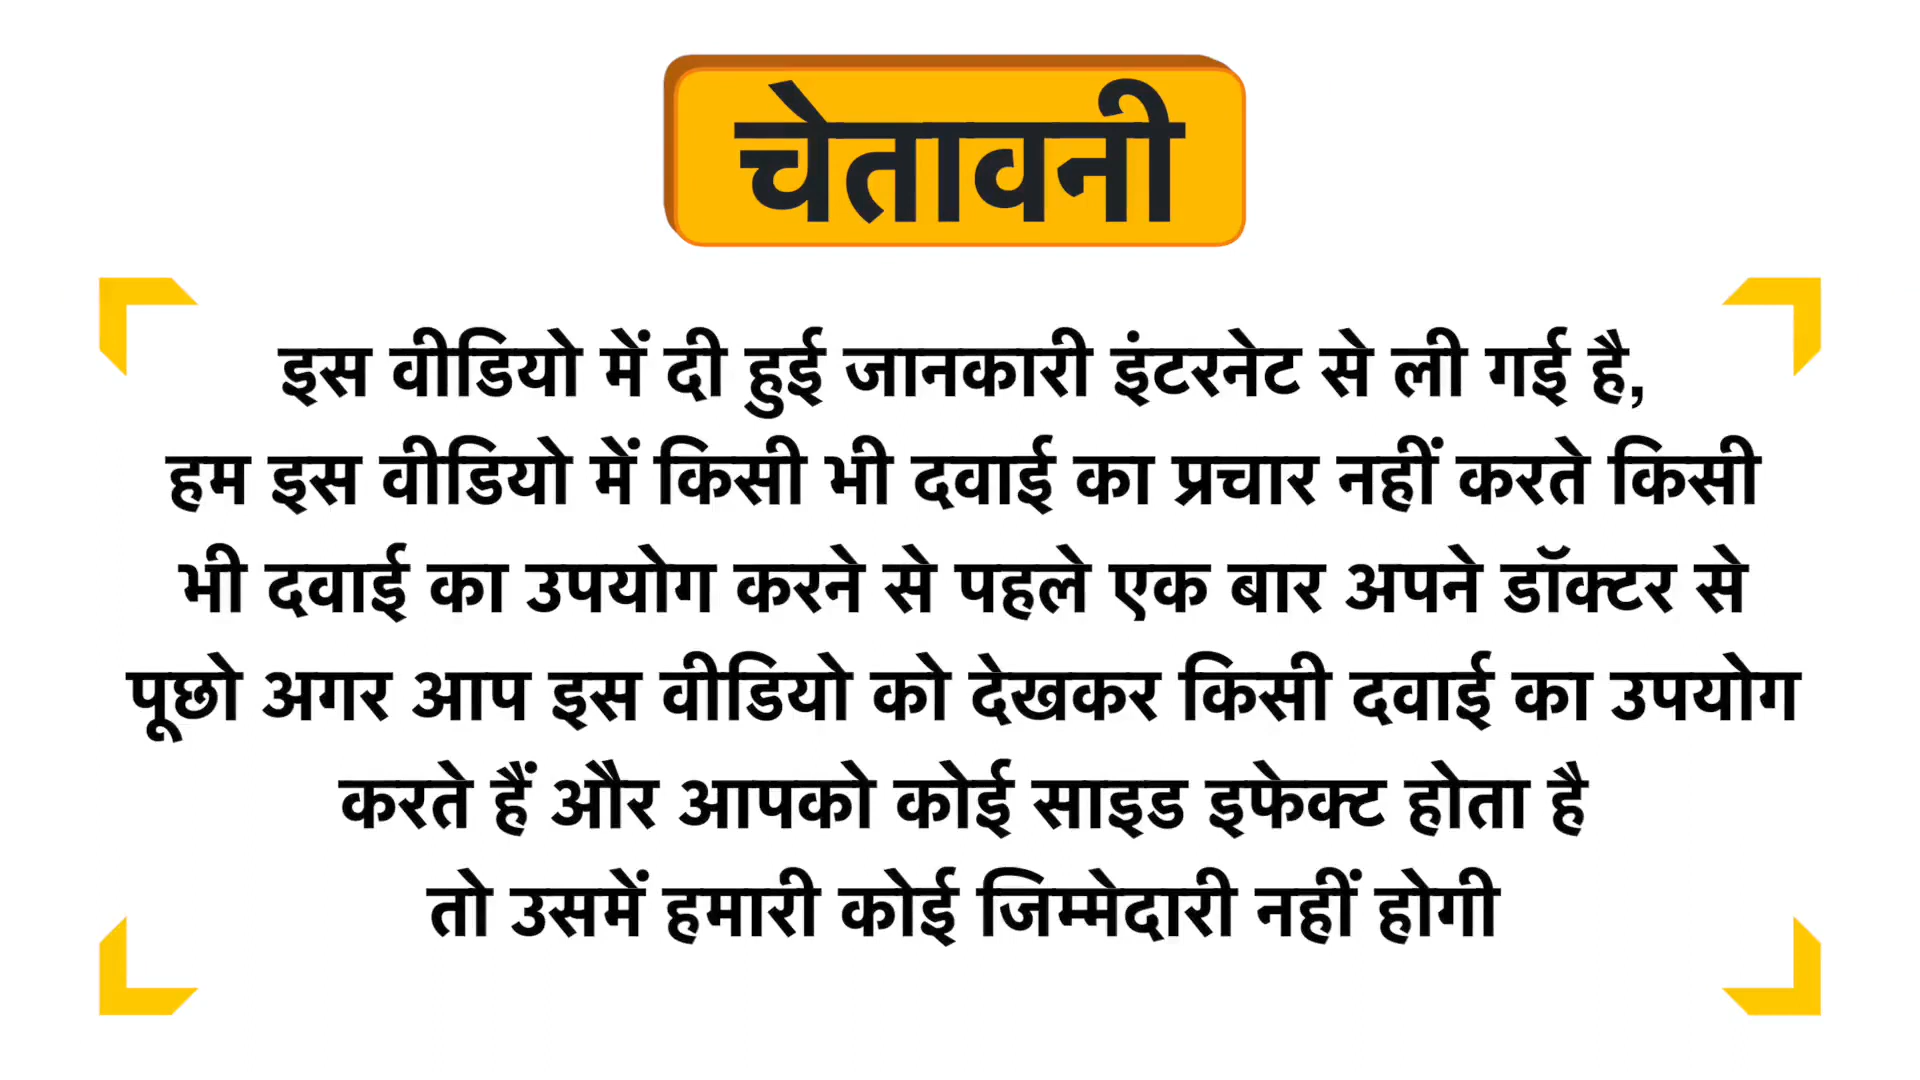 चेतावनी
इस वीडियो में दी हुई जानकारी इंटरनेट से ली गई है,
हम इस वीडियो में किसी भी दवाई का प्रचार नहीं करते किसी
भी दवाई का उपयोग करने से पहले एक बार अपने डॉक्टर से
पूछो अगर आप इस वीडियो को देखकर किसी दवाई का उपयोग
करते हैं और आपको कोई साइड इफेक्ट होता है
तो उसमें हमारी कोई जिम्मेदारी नहीं होगी